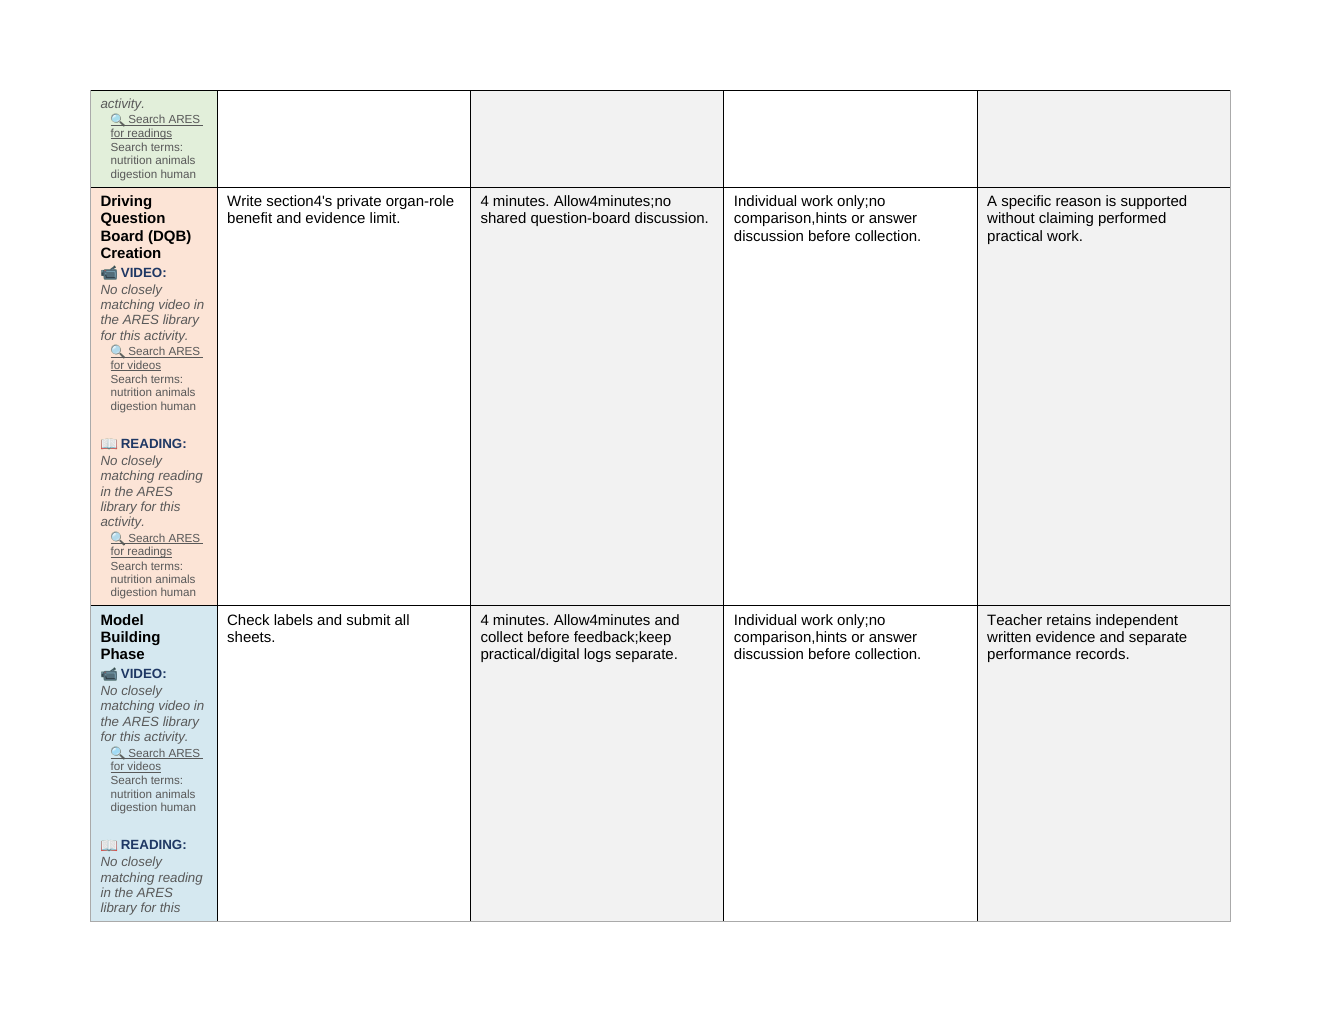 activity.
🔍 Search ARES
for readings
Search terms:
nutrition animals
digestion human
Driving
Question
Board (DQB)
Creation
📹 VIDEO:
No closely
matching video in
the ARES library
for this activity.
🔍 Search ARES
for videos
Search terms:
nutrition animals
digestion human
📖 READING:
No closely
matching reading
in the ARES
library for this
activity.
🔍 Search ARES
for readings
Search terms:
nutrition animals
digestion human
Write section4's private organ-role
benefit and evidence limit.
4 minutes. Allow4minutes;no
shared question-board discussion.
Individual work only;no
comparison,hints or answer
discussion before collection.
A specific reason is supported
without claiming performed
practical work.
Model
Building
Phase
📹 VIDEO:
No closely
matching video in
the ARES library
for this activity.
🔍 Search ARES
for videos
Search terms:
nutrition animals
digestion human
📖 READING:
No closely
matching reading
in the ARES
library for this
Check labels and submit all
sheets.
4 minutes. Allow4minutes and
collect before feedback;keep
practical/digital logs separate.
Individual work only;no
comparison,hints or answer
discussion before collection.
Teacher retains independent
written evidence and separate
performance records.